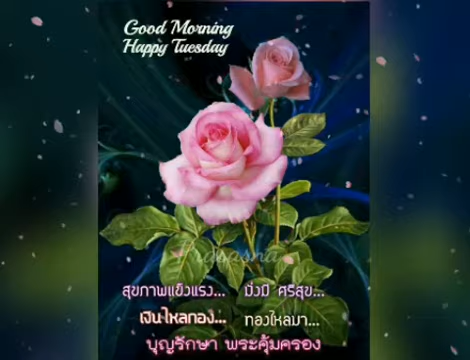 Good Morning
Happy Tuesday
สุขภาพแข็งแรง... มั่งมี ศรีสุข...
เงินไหลทอง... ทองไหลมา...
บุญรักษา พระคุ้มครอง